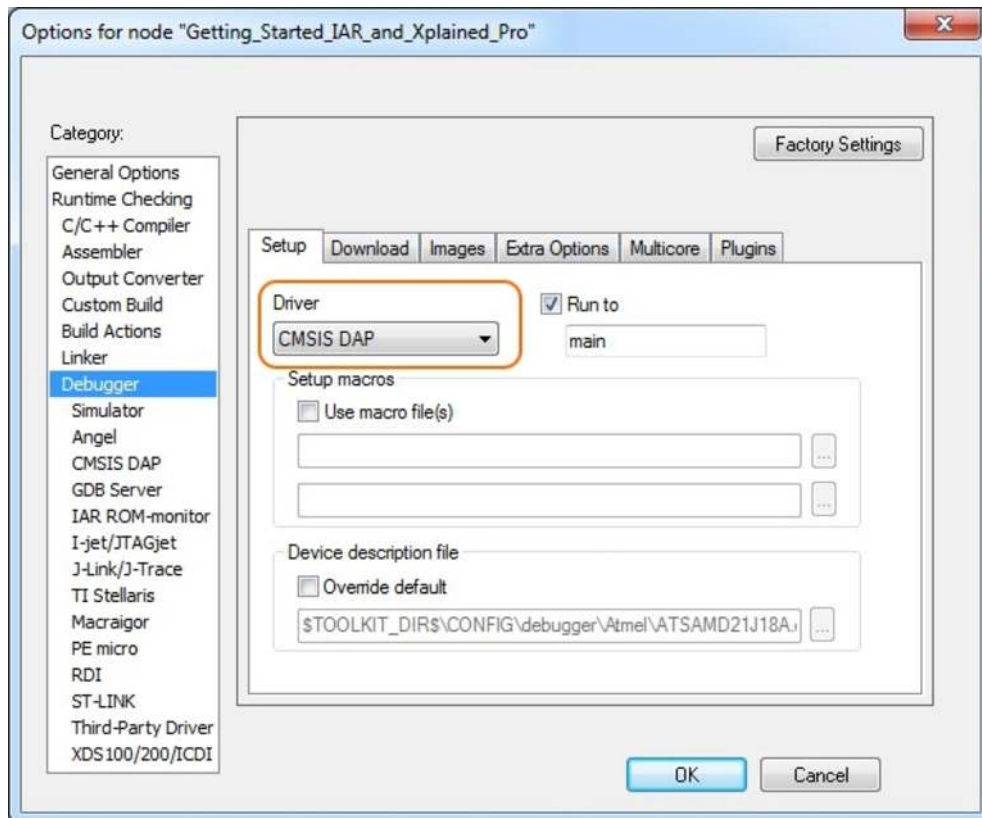 Options for node "Getting_Started_IAR_and_Xplained_Pro"
Category:
Factory Settings
General Options
Runtime Checking
C/C++ Compiler
Assembler
Output Converter
Custom Build
Build Actions
Linker
Debugger
Simulator
Angel
CMSIS DAP
GDB Server
IAR ROM-monitor
I-jet/JTAGjet
J-Link/J-Trace
TI Stellaris
Macraigor
PE micro
RDI
ST-LINK
Third-Party Driver
XDS100/200/ICDI
Setup Download Images Extra Options Multicore Plugins
Driver
CMSIS DAP
Run to
main
Setup macros
Use macro file(s)
...
...
Device description file
Override default
$TOOLKIT_DIR$\CONFIG\debugger\Atmel\ATSAMD21J18A.
...
OK Cancel